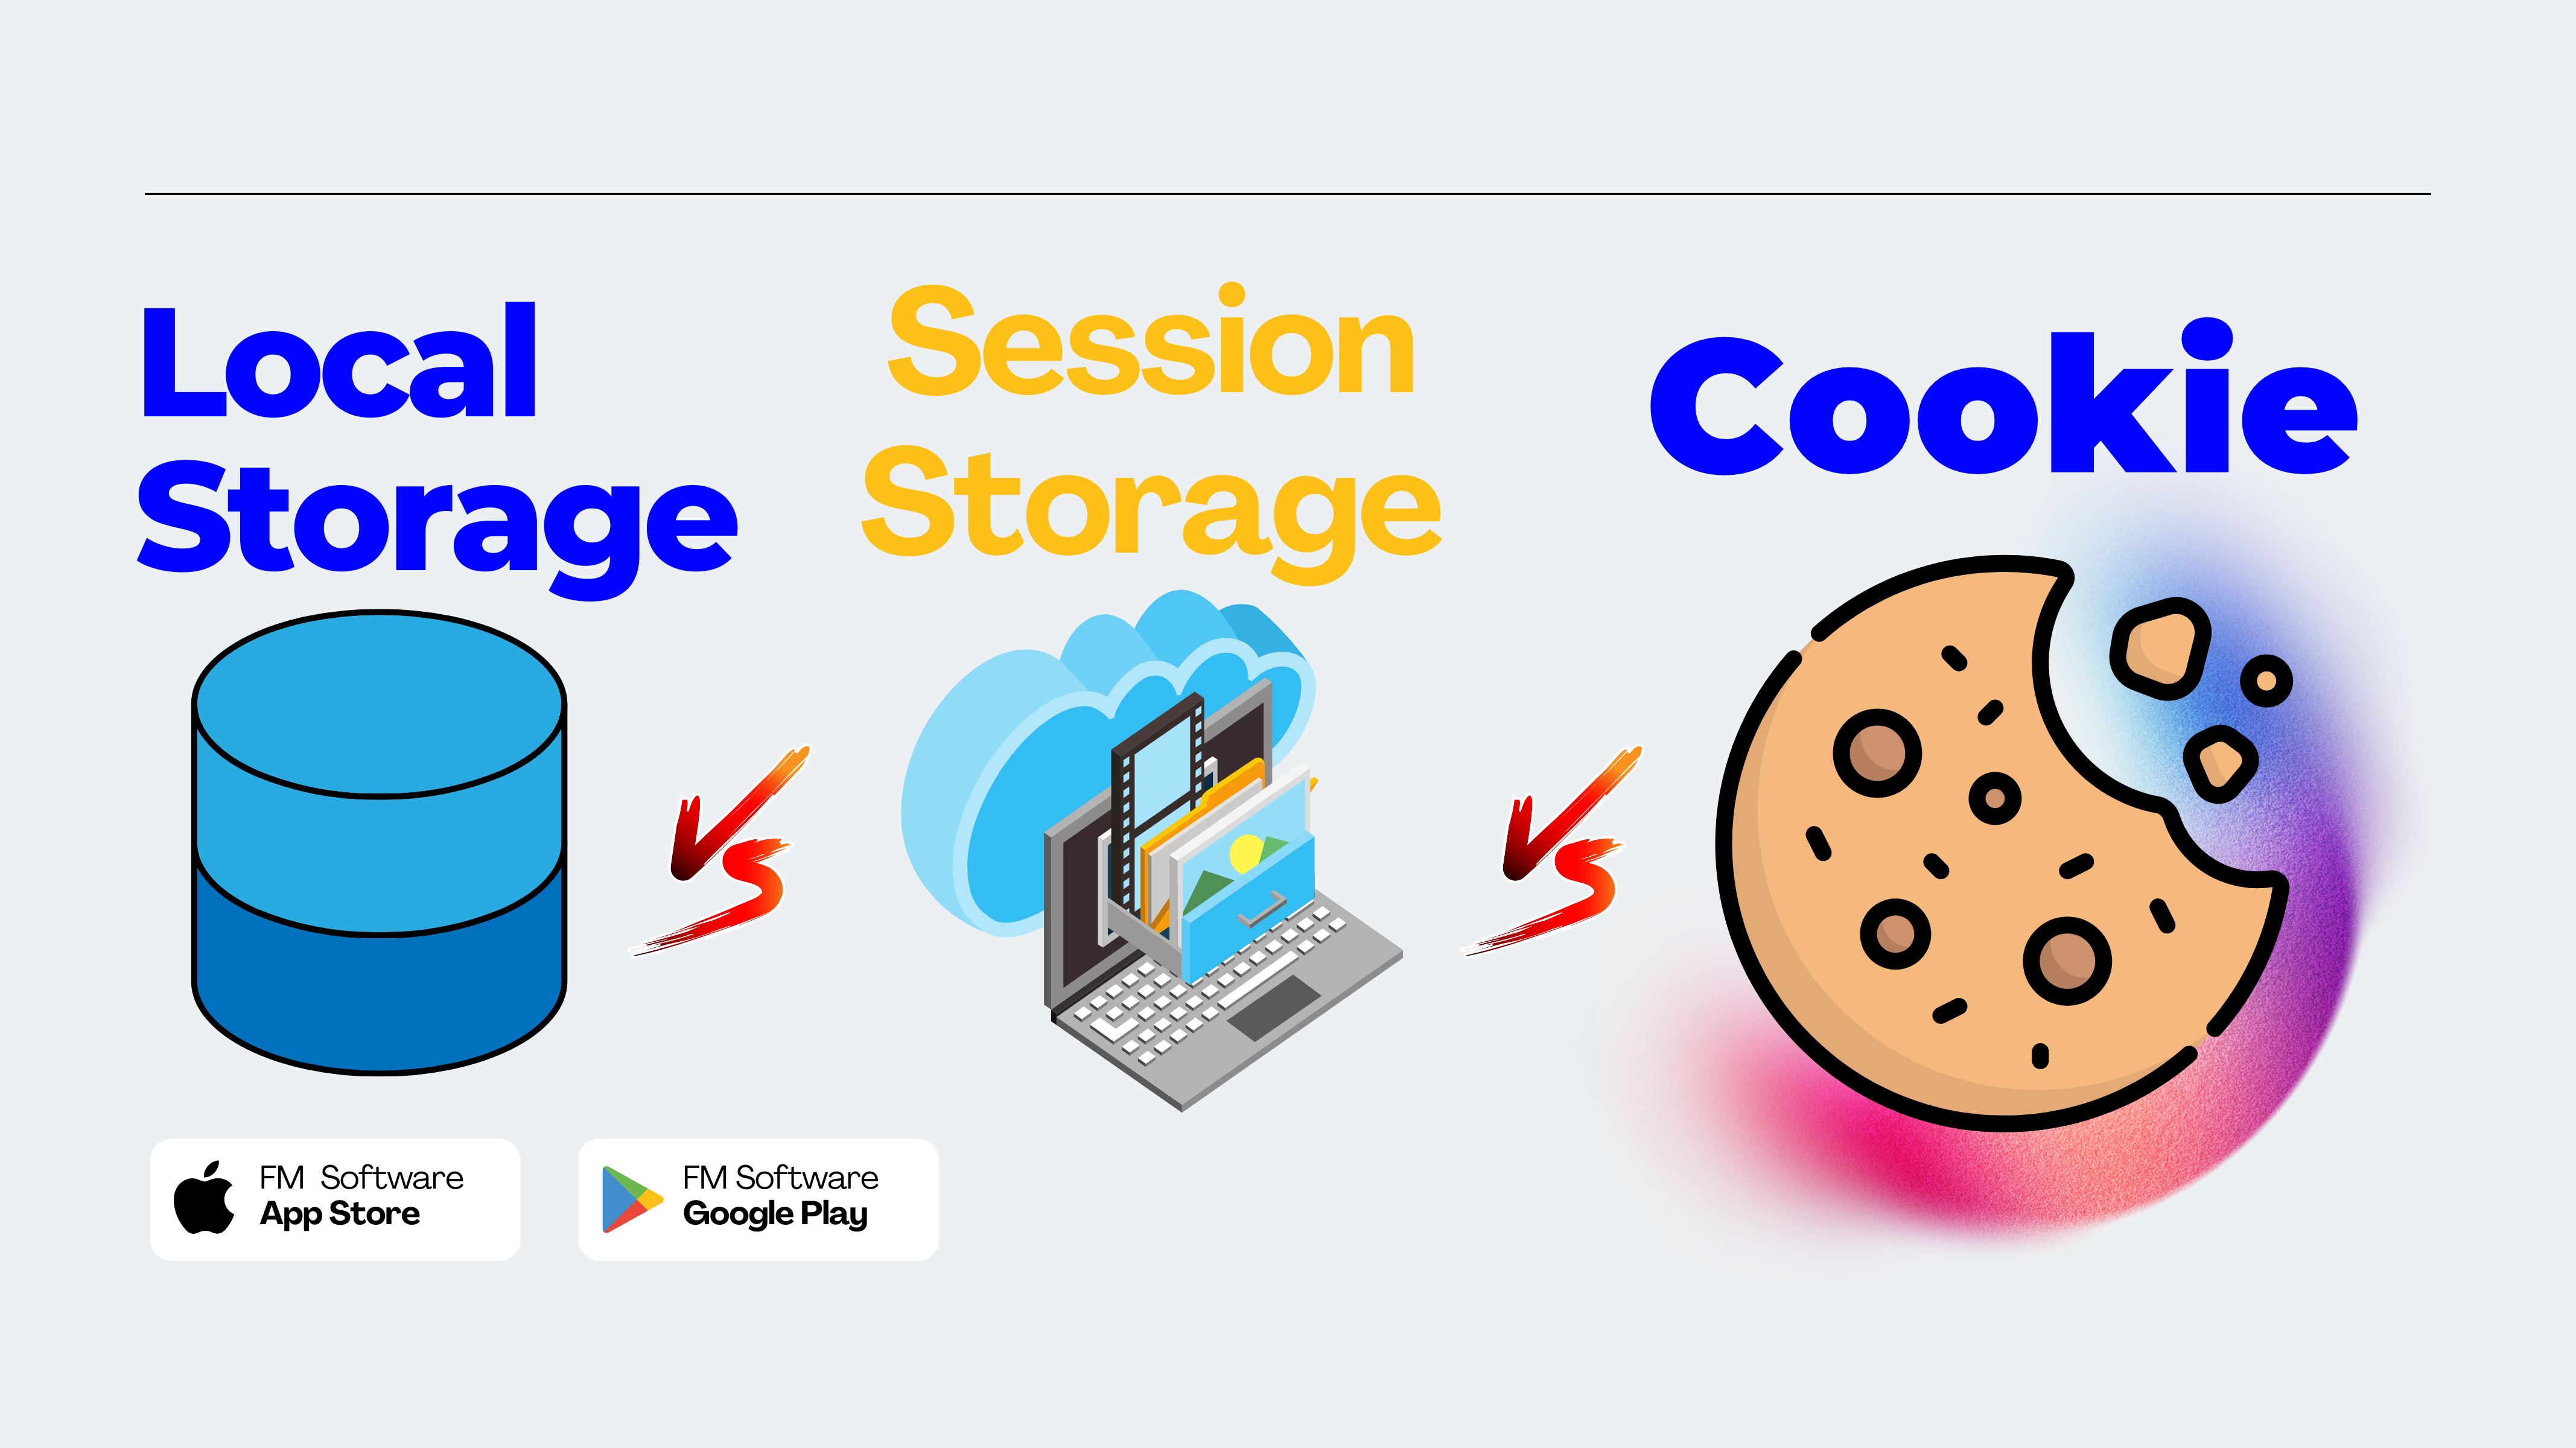 Local
Storage
VS
Session
Storage
VS
Cookie
FM Software
App Store
FM Software
Google Play